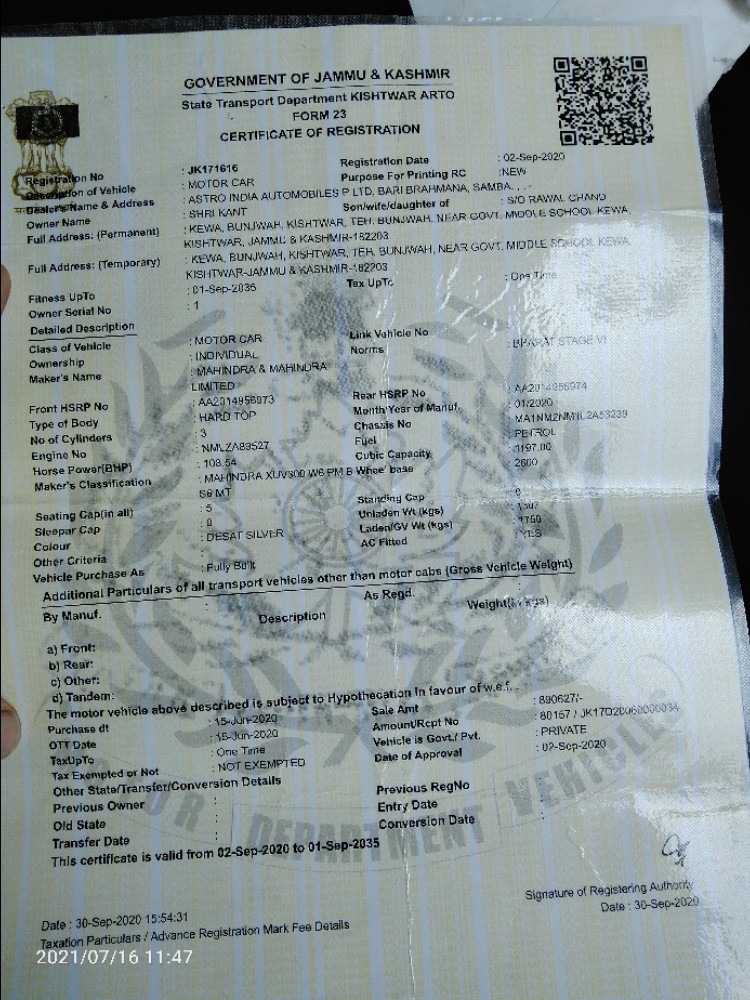 GOVERNMENT OF JAMMU & KASHMIR
State Transport Department KISHTWAR ARTO
FORM 23
CERTIFICATE OF REGISTRATION
Registration No : JK171616 Registration Date : 02-Sep-2020
Description of Vehicle : MOTOR CAR Purpose For Printing RC : NEW
Dealer's Name & Address : ASTRO INDIA AUTOMOBILES P LTD, BARI BRAHMANA, SAMBA, , , -
Owner Name : SHRI KANT Son/wife/daughter of : S/O RAWAL CHAND
Full Address: (Permanent) : KEWA, BUNJWAH, KISHTWAR, TEH. BUNJWAH, NEAR GOVT. MIDDLE SCHOOL KEWA,
KISHTWAR, JAMMU & KASHMIR-182203
Full Address: (Temporary) : KEWA, BUNJWAH, KISHTWAR, TEH. BUNJWAH, NEAR GOVT. MIDDLE SCHOOL KEWA,
KISHTWAR-JAMMU & KASHMIR-182203
Fitness UpTo : 01-Sep-2035 Tax UpTo : One Time
Owner Serial No : 1
Detailed Description
Class of Vehicle : MOTOR CAR Link Vehicle No
Ownership : INDIVIDUAL Norms : BHARAT STAGE VI
Maker's Name : MAHINDRA & MAHINDRA
LIMITED
Front HSRP No : AA2014956973 Rear HSRP No : AA2014956974
Type of Body : HARD TOP Month/Year of Manuf. : 01/2020
No of Cylinders : 3 Chassis No
Engine No : NMLZA89527 Fuel : PETROL
Horse Power(BHP) : 108.54 Cubic Capacity : 1197.00
Maker's Classification : MAHINDRA XUV300 W6 PM B Wheel base : 2600
S6 MT
Seating Cap(in all) : 5 Standing Cap : 0
Sleepar Cap : 0 Unladen Wt (kgs)
Colour : DESAT SILVER Laden/GV Wt (kgs) : 1750
Other Criteria : AC Fitted : YES
Vehicle Purchase As : Fully Built
Additional Particulars of all transport vehicles other than motor cabs (Gross Vehicle Weight)
By Manuf. : As Regd. :
Description Weight(in kgs)
a) Front:
b) Rear:
c) Other:
d) Tandem:
The motor vehicle above described is subject to Hypothecation In favour of w.e.f. .
Purchase dt : 15-Jun-2020 Sale Amt : 890627/-
OTT Date : 15-Jun-2020 Amount/Rcpt No : 80157 /
TaxUpTo : One Time Vehicle is Govt./ Pvt. : PRIVATE
Tax Exempted or Not : NOT EXEMPTED Date of Approval : 02-Sep-2020
Other State/Transfer/Conversion Details
Previous Owner : Previous RegNo :
Old State : Entry Date :
Transfer Date : Conversion Date :
This certificate is valid from 02-Sep-2020 to 01-Sep-2035
MOTOR DEPARTMENT VEHICLES
Signature of Registering Authority
Date : 30-Sep-2020 15:54:31 Date : 30-Sep-2020
Taxation Particulars / Advance Registration Mark Fee Details
2021/07/16 11:47